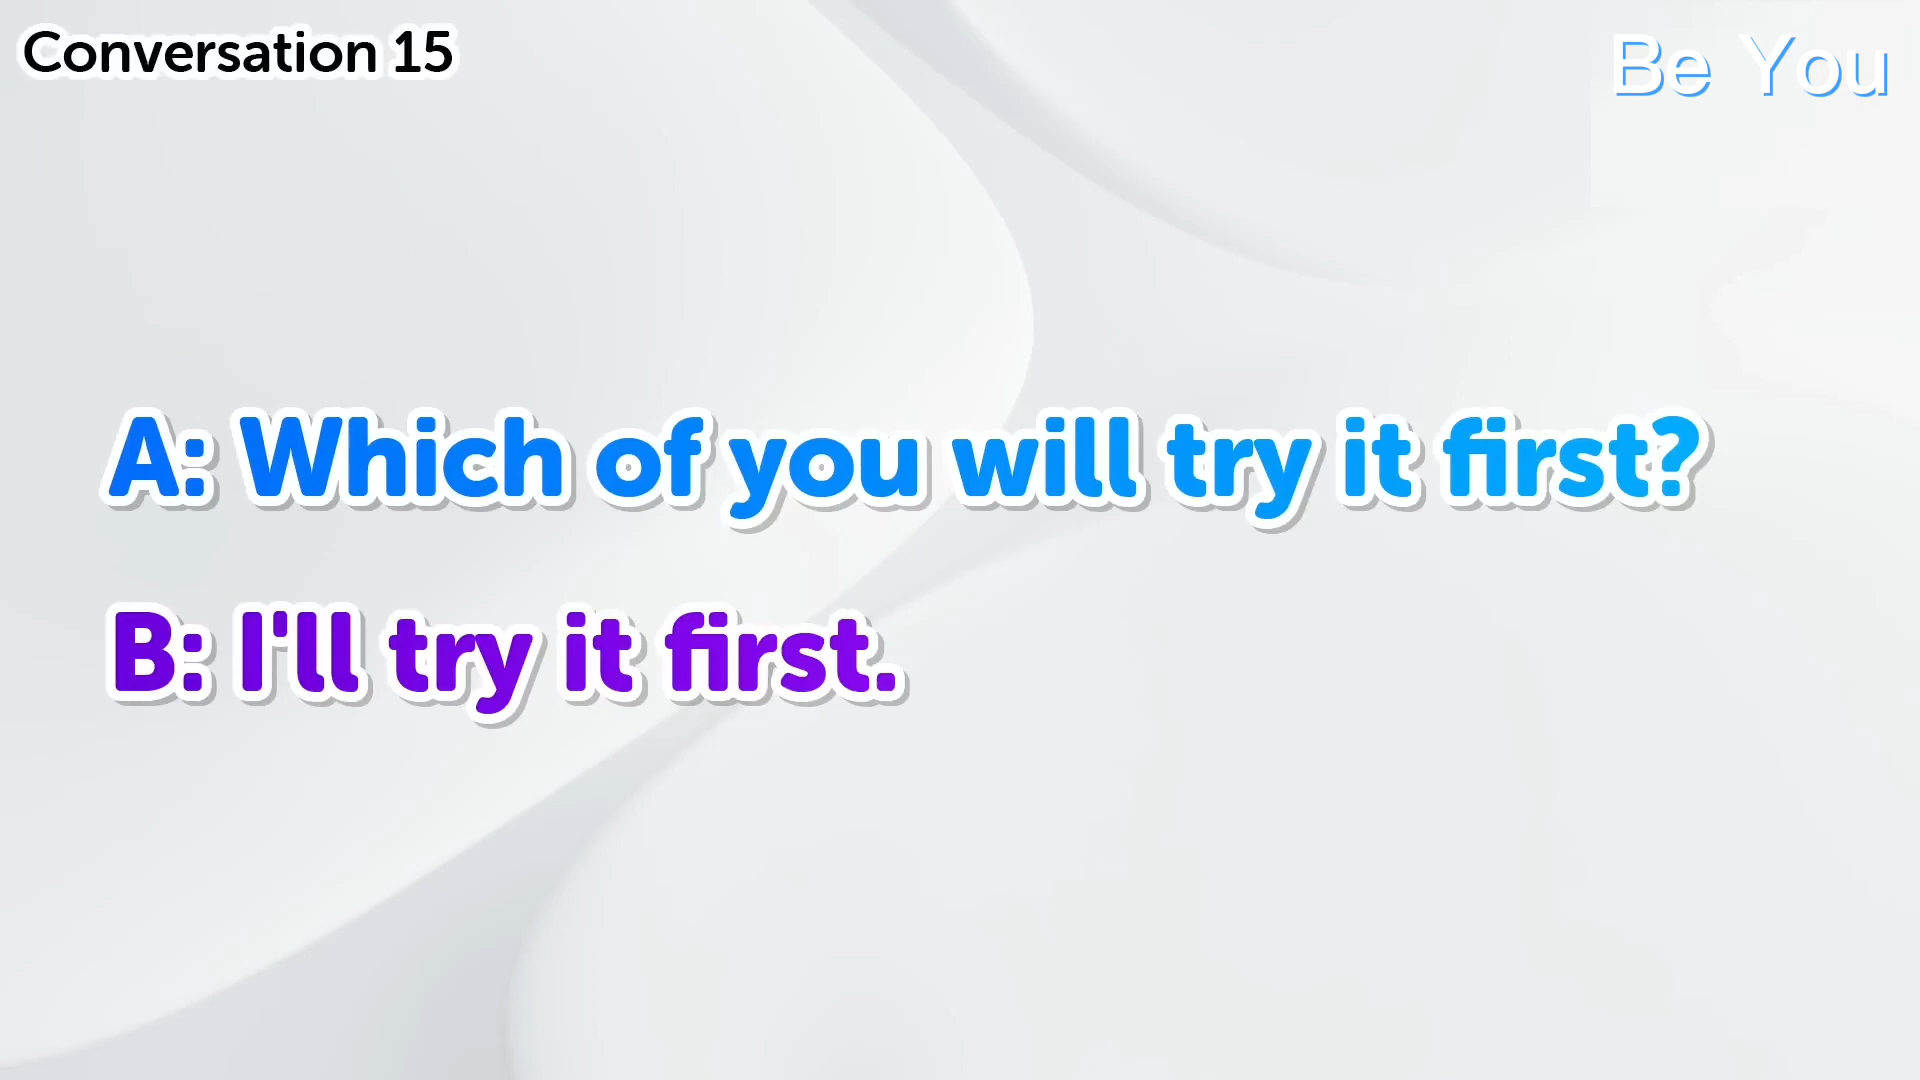 Conversation 15
Be You
A: Which of you will try it first?
B: I'll try it first.